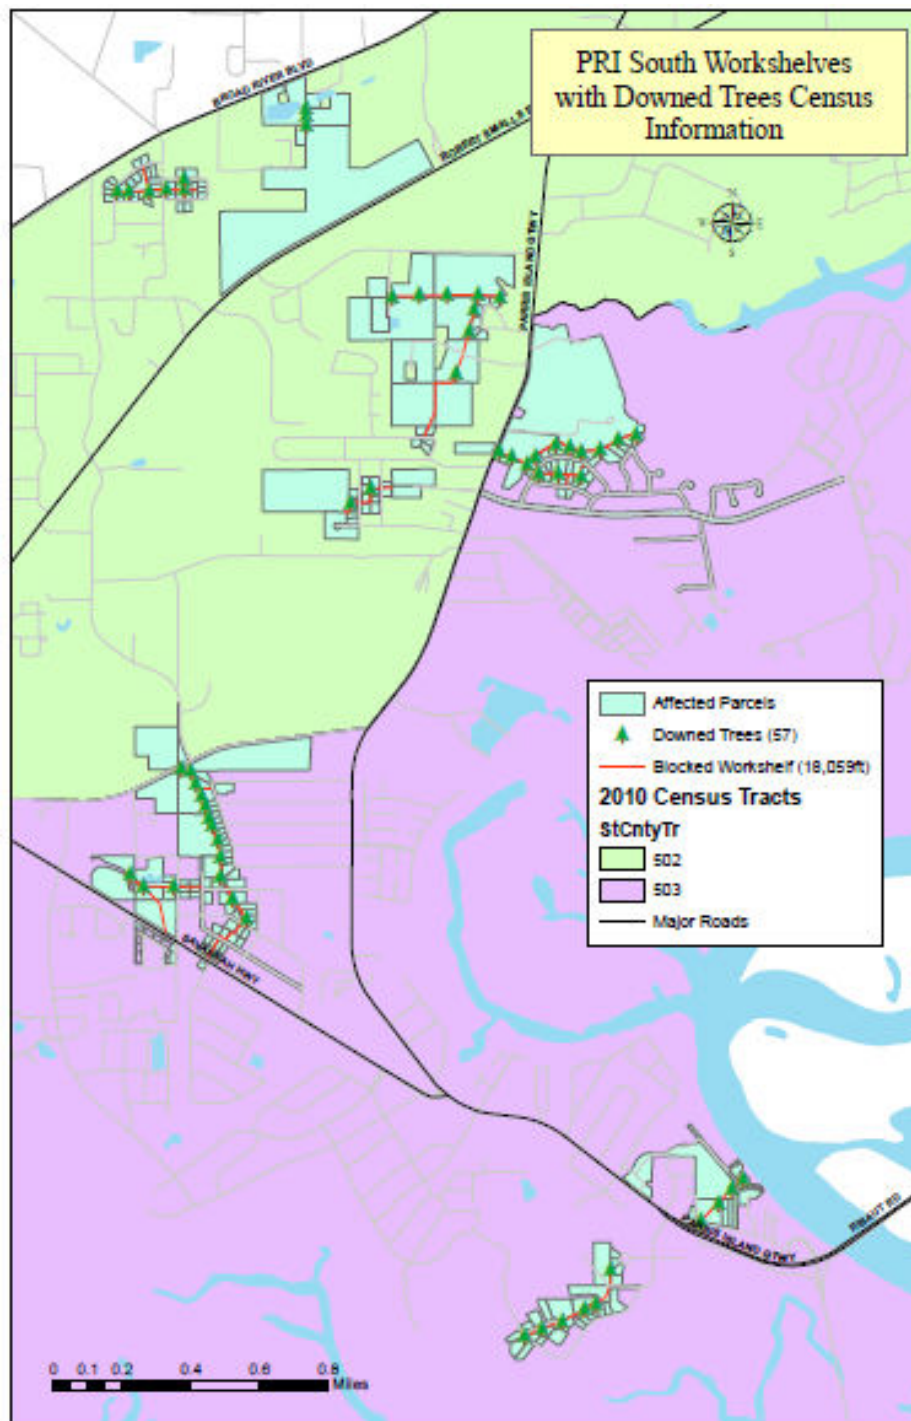 PRI South Workshelves
with Downed Trees Census
Information
BROAD RIVER BLVD
ROBERT SMALLS
PARRIS ISLAND GTWY
N
W
E
S
Affected Parcels
Downed Trees (57)
Blocked Workshelf (18,059ft)
2010 Census Tracts
StCntyTr
502
503
Major Roads
SAVANNAH HWY
PARRIS ISLAND GTWY
RIBAUT RD
0 0.1 0.2 0.4 0.6 0.8
Miles